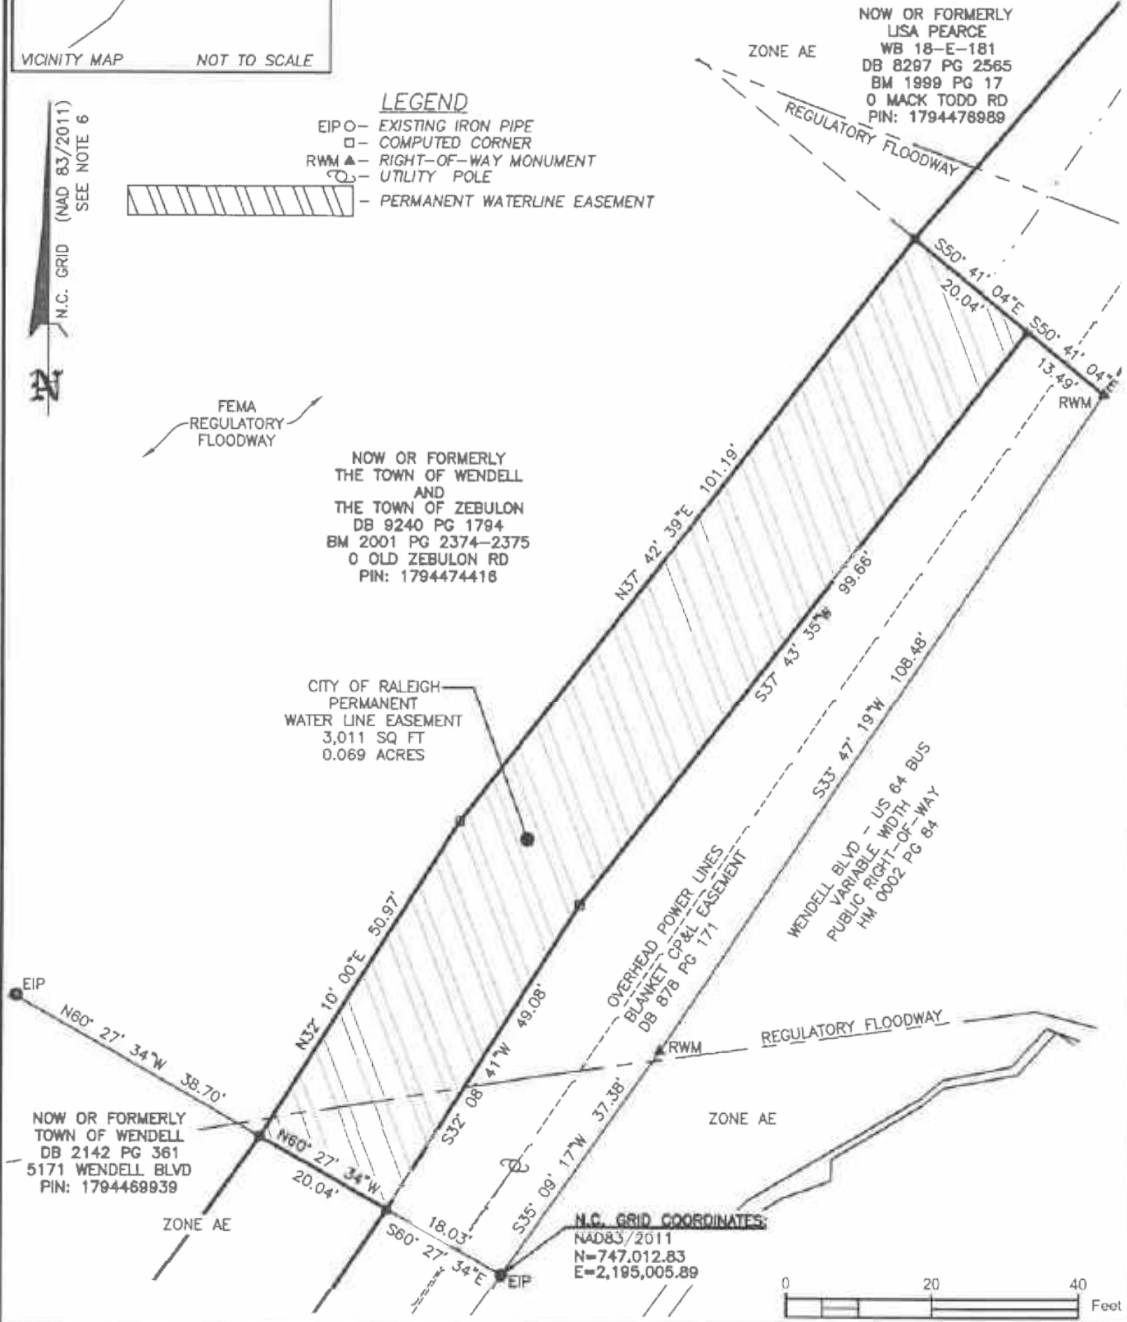 VICINITY MAP NOT TO SCALE
N.C. GRID (NAD 83/2011)
SEE NOTE 6
N
LEGEND
EIP - EXISTING IRON PIPE
- COMPUTED CORNER
RWM - RIGHT-OF-WAY MONUMENT
- UTILITY POLE
- PERMANENT WATERLINE EASEMENT
ZONE AE
NOW OR FORMERLY
LISA PEARCE
WB 18-E-181
DB 8297 PG 2565
BM 1999 PG 17
0 MACK TODD RD
PIN: 1794476989
REGULATORY FLOODWAY
S50° 41' 04"E
20.04'
S50° 41' 04"E
13.49'
RWM
FEMA
REGULATORY
FLOODWAY
NOW OR FORMERLY
THE TOWN OF WENDELL
AND
THE TOWN OF ZEBULON
DB 9240 PG 1794
BM 2001 PG 2374-2375
0 OLD ZEBULON RD
PIN: 1794474416
N37° 42' 39"E 101.19'
S37° 43' 35"W 99.66'
S33° 47' 19"W 108.48'
CITY OF RALEIGH
PERMANENT
WATER LINE EASEMENT
3,011 SQ FT
0.069 ACRES
WENDELL BLVD - US 64 BUS
VARIABLE WIDTH
PUBLIC RIGHT-OF-WAY
HM 0002 PG 84
OVERHEAD POWER LINES
BLANKET CP&L EASEMENT
DB 878 PG 171
N32° 10' 00"E 50.97'
S32° 08' 41"W 49.08'
EIP
N60° 27' 34"W 38.70'
RWM
REGULATORY FLOODWAY
ZONE AE
S35° 09' 17"W 37.38'
NOW OR FORMERLY
TOWN OF WENDELL
DB 2142 PG 361
5171 WENDELL BLVD
PIN: 1794469939
N60° 27' 34"W
20.04'
ZONE AE
18.03'
S60° 27' 34"E
EIP
N.C. GRID COORDINATES:
NAD83/2011
N=747,012.83
E=2,195,005.89
0 20 40
Feet